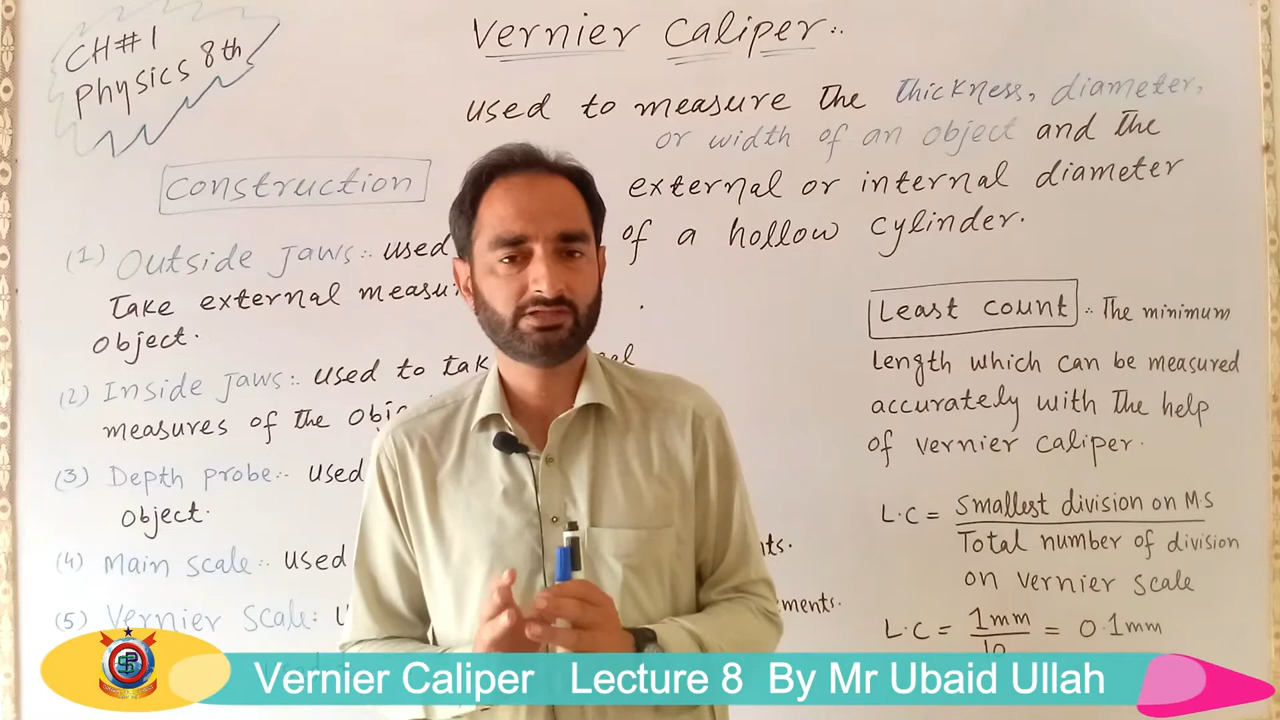 CH#1
Physics 8th
Vernier Caliper:.
used to measure the thickness, diameter,
or width of an object and the
external or internal diameter
of a hollow cylinder.
Construction
(1) Outside jaws:. used
Take external measu
object.
(2) Inside jaws:. used to tak
measures of the obje
(3) Depth probe:- used
object.
(4) Main scale:. used
ts.
(5) Vernier scale:
ments.
Least count :. The minimum
length which can be measured
accurately with the help
of vernier caliper.
L.C = Smallest division on M.S
Total number of division
on vernier scale
L.C = 1mm = 0.1mm
10
Vernier Caliper Lecture 8 By Mr Ubaid Ullah